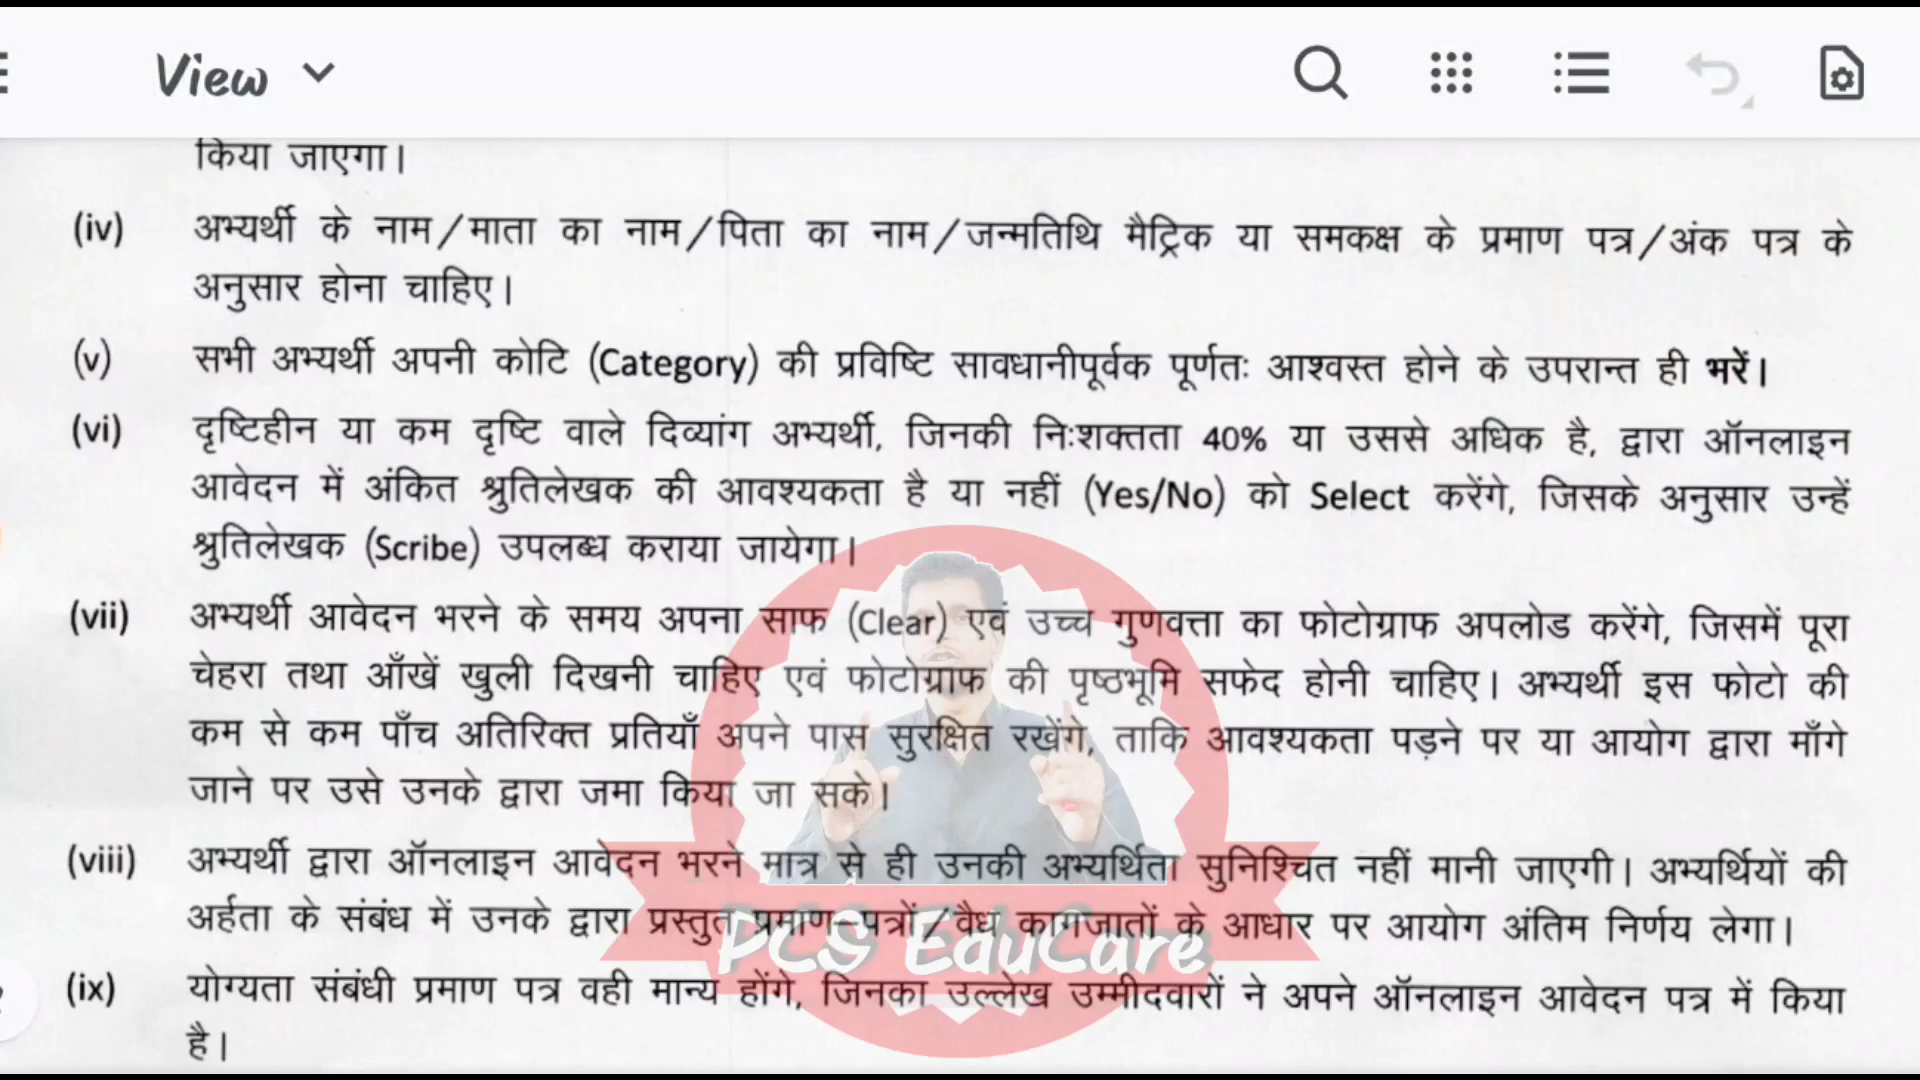 View
किया जाएगा।
(iv) अभ्यर्थी के नाम/माता का नाम/पिता का नाम/जन्मतिथि मैट्रिक या समकक्ष के प्रमाण पत्र/अंक पत्र के
अनुसार होना चाहिए।
(v) सभी अभ्यर्थी अपनी कोटि (Category) की प्रविष्टि सावधानीपूर्वक पूर्णतः आश्वस्त होने के उपरान्त ही भरें।
(vi) दृष्टिहीन या कम दृष्टि वाले दिव्यांग अभ्यर्थी, जिनकी निःशक्तता 40% या उससे अधिक है, द्वारा ऑनलाइन
आवेदन में अंकित श्रुतिलेखक की आवश्यकता है या नहीं (Yes/No) को Select करेंगे, जिसके अनुसार उन्हें
श्रुतिलेखक (Scribe) उपलब्ध कराया जायेगा।
(vii) अभ्यर्थी आवेदन भरने के समय अपना साफ (Clear) एवं उच्च गुणवत्ता का फोटोग्राफ अपलोड करेंगे, जिसमें पूरा
चेहरा तथा आँखें खुली दिखनी चाहिए एवं फोटोग्राफ की पृष्ठभूमि सफेद होनी चाहिए। अभ्यर्थी इस फोटो की
कम से कम पाँच अतिरिक्त प्रतियाँ अपने पास सुरक्षित रखेंगे, ताकि आवश्यकता पड़ने पर या आयोग द्वारा माँगे
जाने पर उसे उनके द्वारा जमा किया जा सके।
(viii) अभ्यर्थी द्वारा ऑनलाइन आवेदन भरने मात्र से ही उनकी अभ्यर्थिता सुनिश्चित नहीं मानी जाएगी। अभ्यर्थियों की
अर्हता के संबंध में उनके द्वारा प्रस्तुत प्रमाण-पत्रों/वैध कागजातों के आधार पर आयोग अंतिम निर्णय लेगा।
PCS EduCare
(ix) योग्यता संबंधी प्रमाण पत्र वही मान्य होंगे, जिनका उल्लेख उम्मीदवारों ने अपने ऑनलाइन आवेदन पत्र में किया
है।